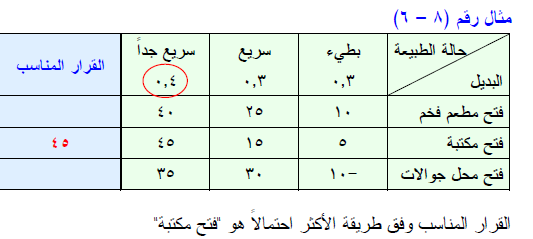 مثال رقم (٨ – ٦)
حالة الطبيعة بطيء سريع سريع جداً القرار المناسب
البديل ٠,٣ ٠,٣ ٠,٤
فتح مطعم فخم ١٠ ٢٥ ٤٠
فتح مكتبة ٥ ١٥ ٤٥ ٤٥
فتح محل جوالات -١٠ ٣٠ ٣٥
القرار المناسب وفق طريقة الأكثر احتمالاً هو "فتح مكتبة"